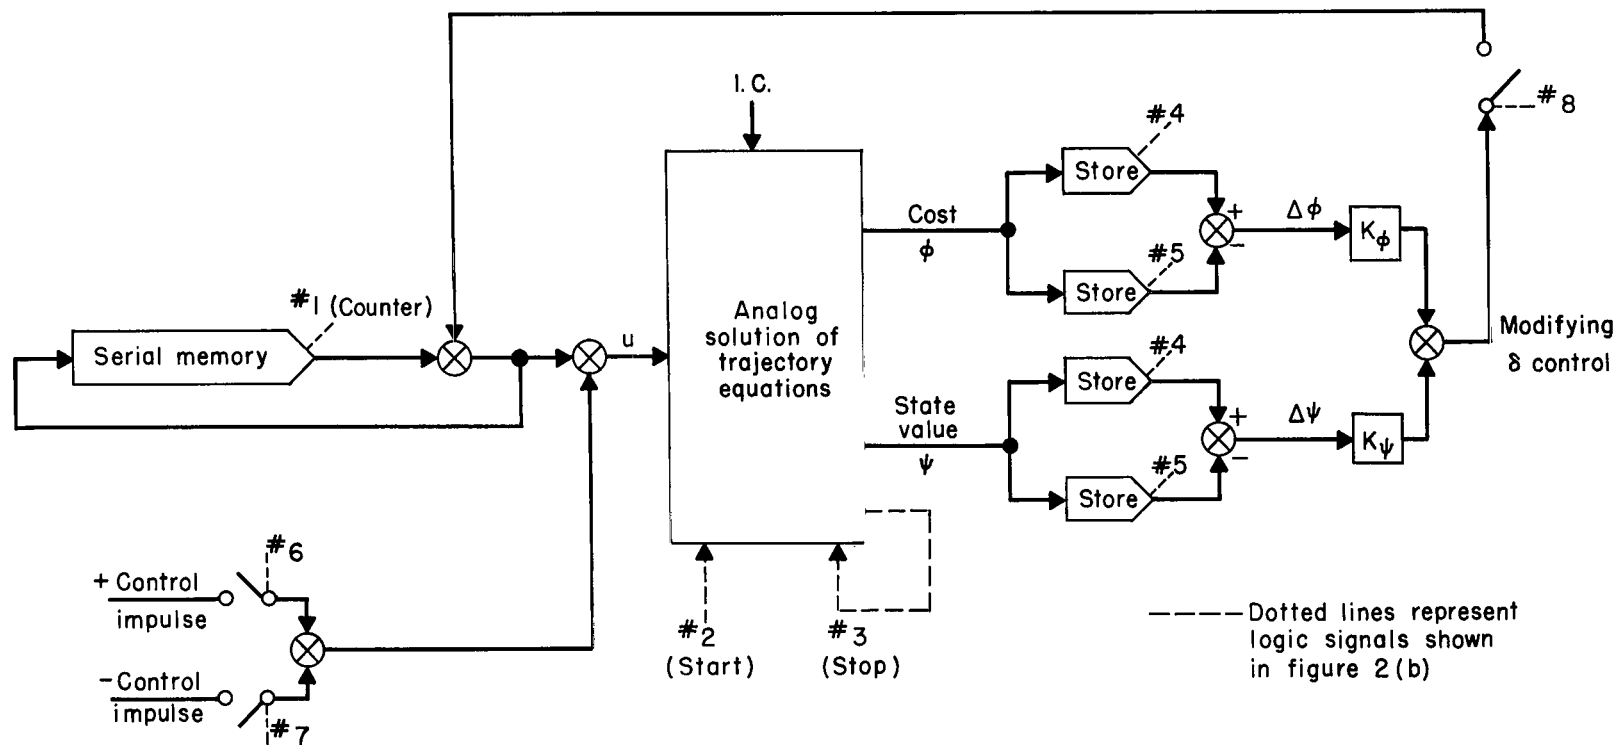 I. C.
#8
#4
Store
Cost
ϕ
+
−
Δϕ
Kϕ
#5
Store
#1 (Counter)
Serial memory
u
Analog
solution of
trajectory
equations
Modifying
δ control
#4
Store
State
value
ψ
+
−
Δψ
Kψ
#5
Store
#6
+ Control
impulse
− Control
impulse
#7
#2
(Start)
#3
(Stop)
Dotted lines represent
logic signals shown
in figure 2(b)